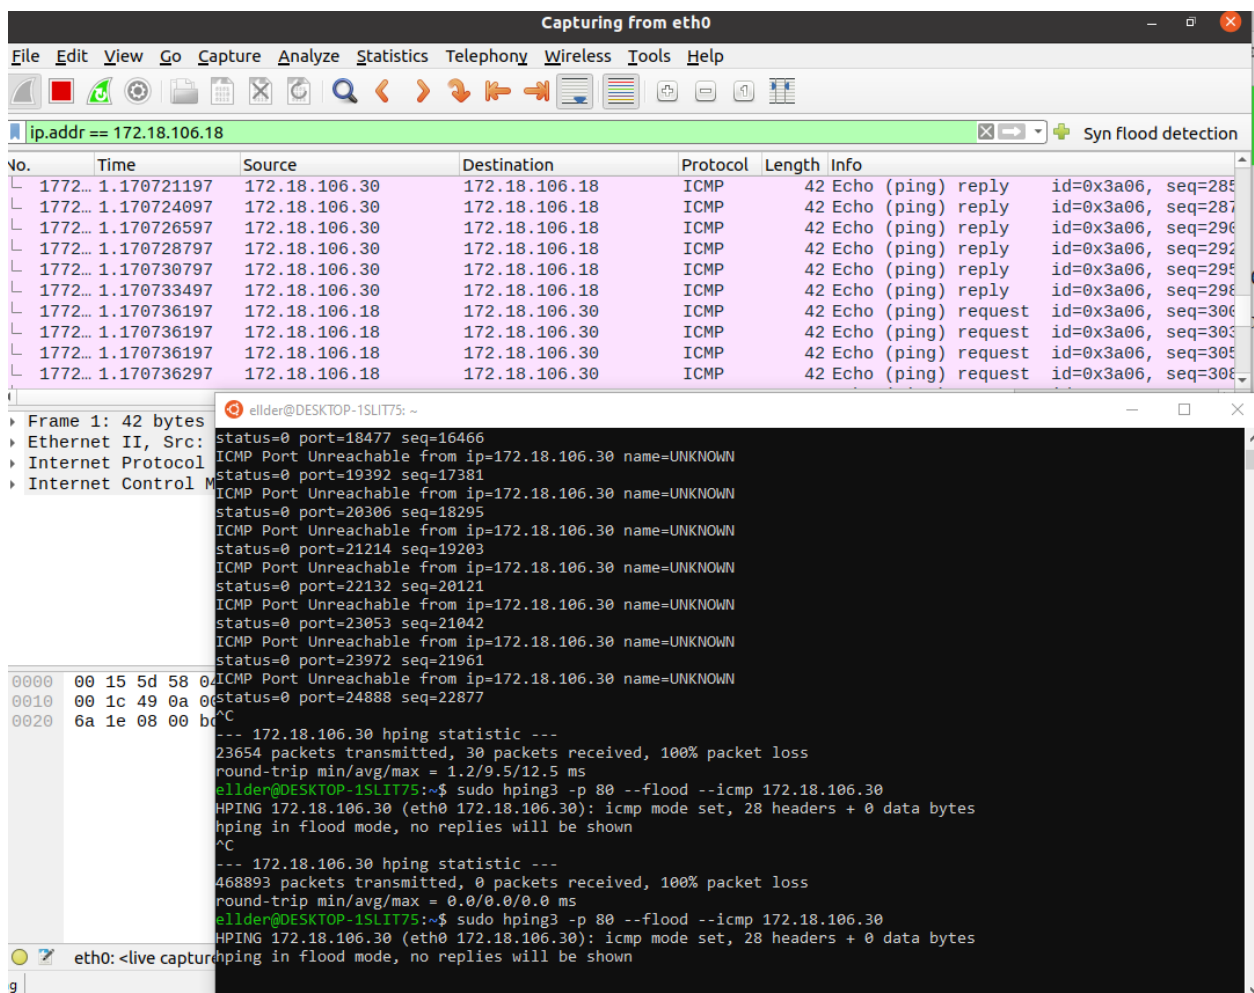 Capturing from eth0
File Edit View Go Capture Analyze Statistics Telephony Wireless Tools Help
ip.addr == 172.18.106.18 Syn flood detection
No. Time Source Destination Protocol Length Info
1772… 1.170721197 172.18.106.30 172.18.106.18 ICMP 42 Echo (ping) reply id=0x3a06, seq=285
1772… 1.170724097 172.18.106.30 172.18.106.18 ICMP 42 Echo (ping) reply id=0x3a06, seq=287
1772… 1.170726597 172.18.106.30 172.18.106.18 ICMP 42 Echo (ping) reply id=0x3a06, seq=290
1772… 1.170728797 172.18.106.30 172.18.106.18 ICMP 42 Echo (ping) reply id=0x3a06, seq=292
1772… 1.170730797 172.18.106.30 172.18.106.18 ICMP 42 Echo (ping) reply id=0x3a06, seq=295
1772… 1.170733497 172.18.106.30 172.18.106.18 ICMP 42 Echo (ping) reply id=0x3a06, seq=298
1772… 1.170736197 172.18.106.18 172.18.106.30 ICMP 42 Echo (ping) request id=0x3a06, seq=300
1772… 1.170736197 172.18.106.18 172.18.106.30 ICMP 42 Echo (ping) request id=0x3a06, seq=303
1772… 1.170736197 172.18.106.18 172.18.106.30 ICMP 42 Echo (ping) request id=0x3a06, seq=305
1772… 1.170736297 172.18.106.18 172.18.106.30 ICMP 42 Echo (ping) request id=0x3a06, seq=308
Frame 1: 42 bytes
Ethernet II, Src:
Internet Protocol
Internet Control M
0000 00 15 5d 58 04
0010 00 1c 49 0a 00
0020 6a 1e 08 00
eth0: <live capture
ellder@DESKTOP-1SLIT75: ~
status=0 port=18477 seq=16466
ICMP Port Unreachable from ip=172.18.106.30 name=UNKNOWN
status=0 port=19392 seq=17381
ICMP Port Unreachable from ip=172.18.106.30 name=UNKNOWN
status=0 port=20306 seq=18295
ICMP Port Unreachable from ip=172.18.106.30 name=UNKNOWN
status=0 port=21214 seq=19203
ICMP Port Unreachable from ip=172.18.106.30 name=UNKNOWN
status=0 port=22132 seq=20121
ICMP Port Unreachable from ip=172.18.106.30 name=UNKNOWN
status=0 port=23053 seq=21042
ICMP Port Unreachable from ip=172.18.106.30 name=UNKNOWN
status=0 port=23972 seq=21961
ICMP Port Unreachable from ip=172.18.106.30 name=UNKNOWN
status=0 port=24888 seq=22877
^C
--- 172.18.106.30 hping statistic ---
23654 packets transmitted, 30 packets received, 100% packet loss
round-trip min/avg/max = 1.2/9.5/12.5 ms
ellder@DESKTOP-1SLIT75:~$ sudo hping3 -p 80 --flood --icmp 172.18.106.30
HPING 172.18.106.30 (eth0 172.18.106.30): icmp mode set, 28 headers + 0 data bytes
hping in flood mode, no replies will be shown
^C
--- 172.18.106.30 hping statistic ---
468893 packets transmitted, 0 packets received, 100% packet loss
round-trip min/avg/max = 0.0/0.0/0.0 ms
ellder@DESKTOP-1SLIT75:~$ sudo hping3 -p 80 --flood --icmp 172.18.106.30
HPING 172.18.106.30 (eth0 172.18.106.30): icmp mode set, 28 headers + 0 data bytes
hping in flood mode, no replies will be shown